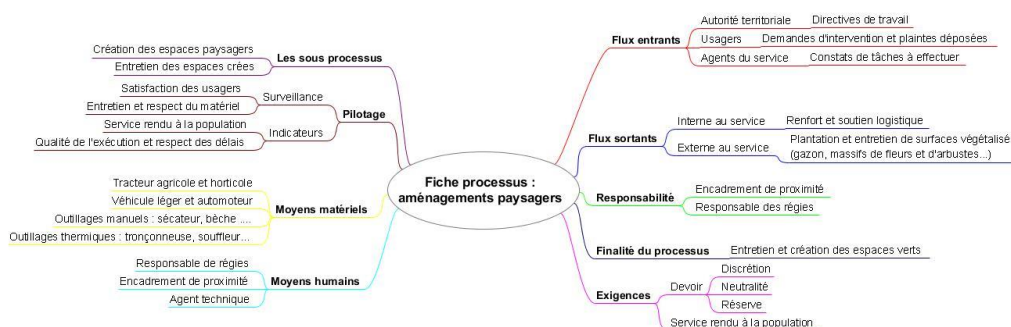 Fiche processus :
aménagements paysagers
Les sous processus
Création des espaces paysagers
Entretien des espaces crées
Pilotage
Surveillance
Satisfaction des usagers
Entretien et respect du matériel
Indicateurs
Service rendu à la population
Qualité de l'exécution et respect des délais
Moyens matériels
Tracteur agricole et horticole
Véhicule léger et automoteur
Outillages manuels : sécateur, bèche ....
Outillages thermiques : tronçonneuse, souffleur...
Moyens humains
Responsable de régies
Encadrement de proximité
Agent technique
Flux entrants
Autorité territoriale
Directives de travail
Usagers
Demandes d'intervention et plaintes déposées
Agents du service
Constats de tâches à effectuer
Flux sortants
Interne au service
Renfort et soutien logistique
Externe au service
Plantation et entretien de surfaces végétalisé
(gazon, massifs de fleurs et d'arbustes...)
Responsabilité
Encadrement de proximité
Responsable des régies
Finalité du processus
Entretien et création des espaces verts
Exigences
Devoir
Discrétion
Neutralité
Réserve
Service rendu à la population